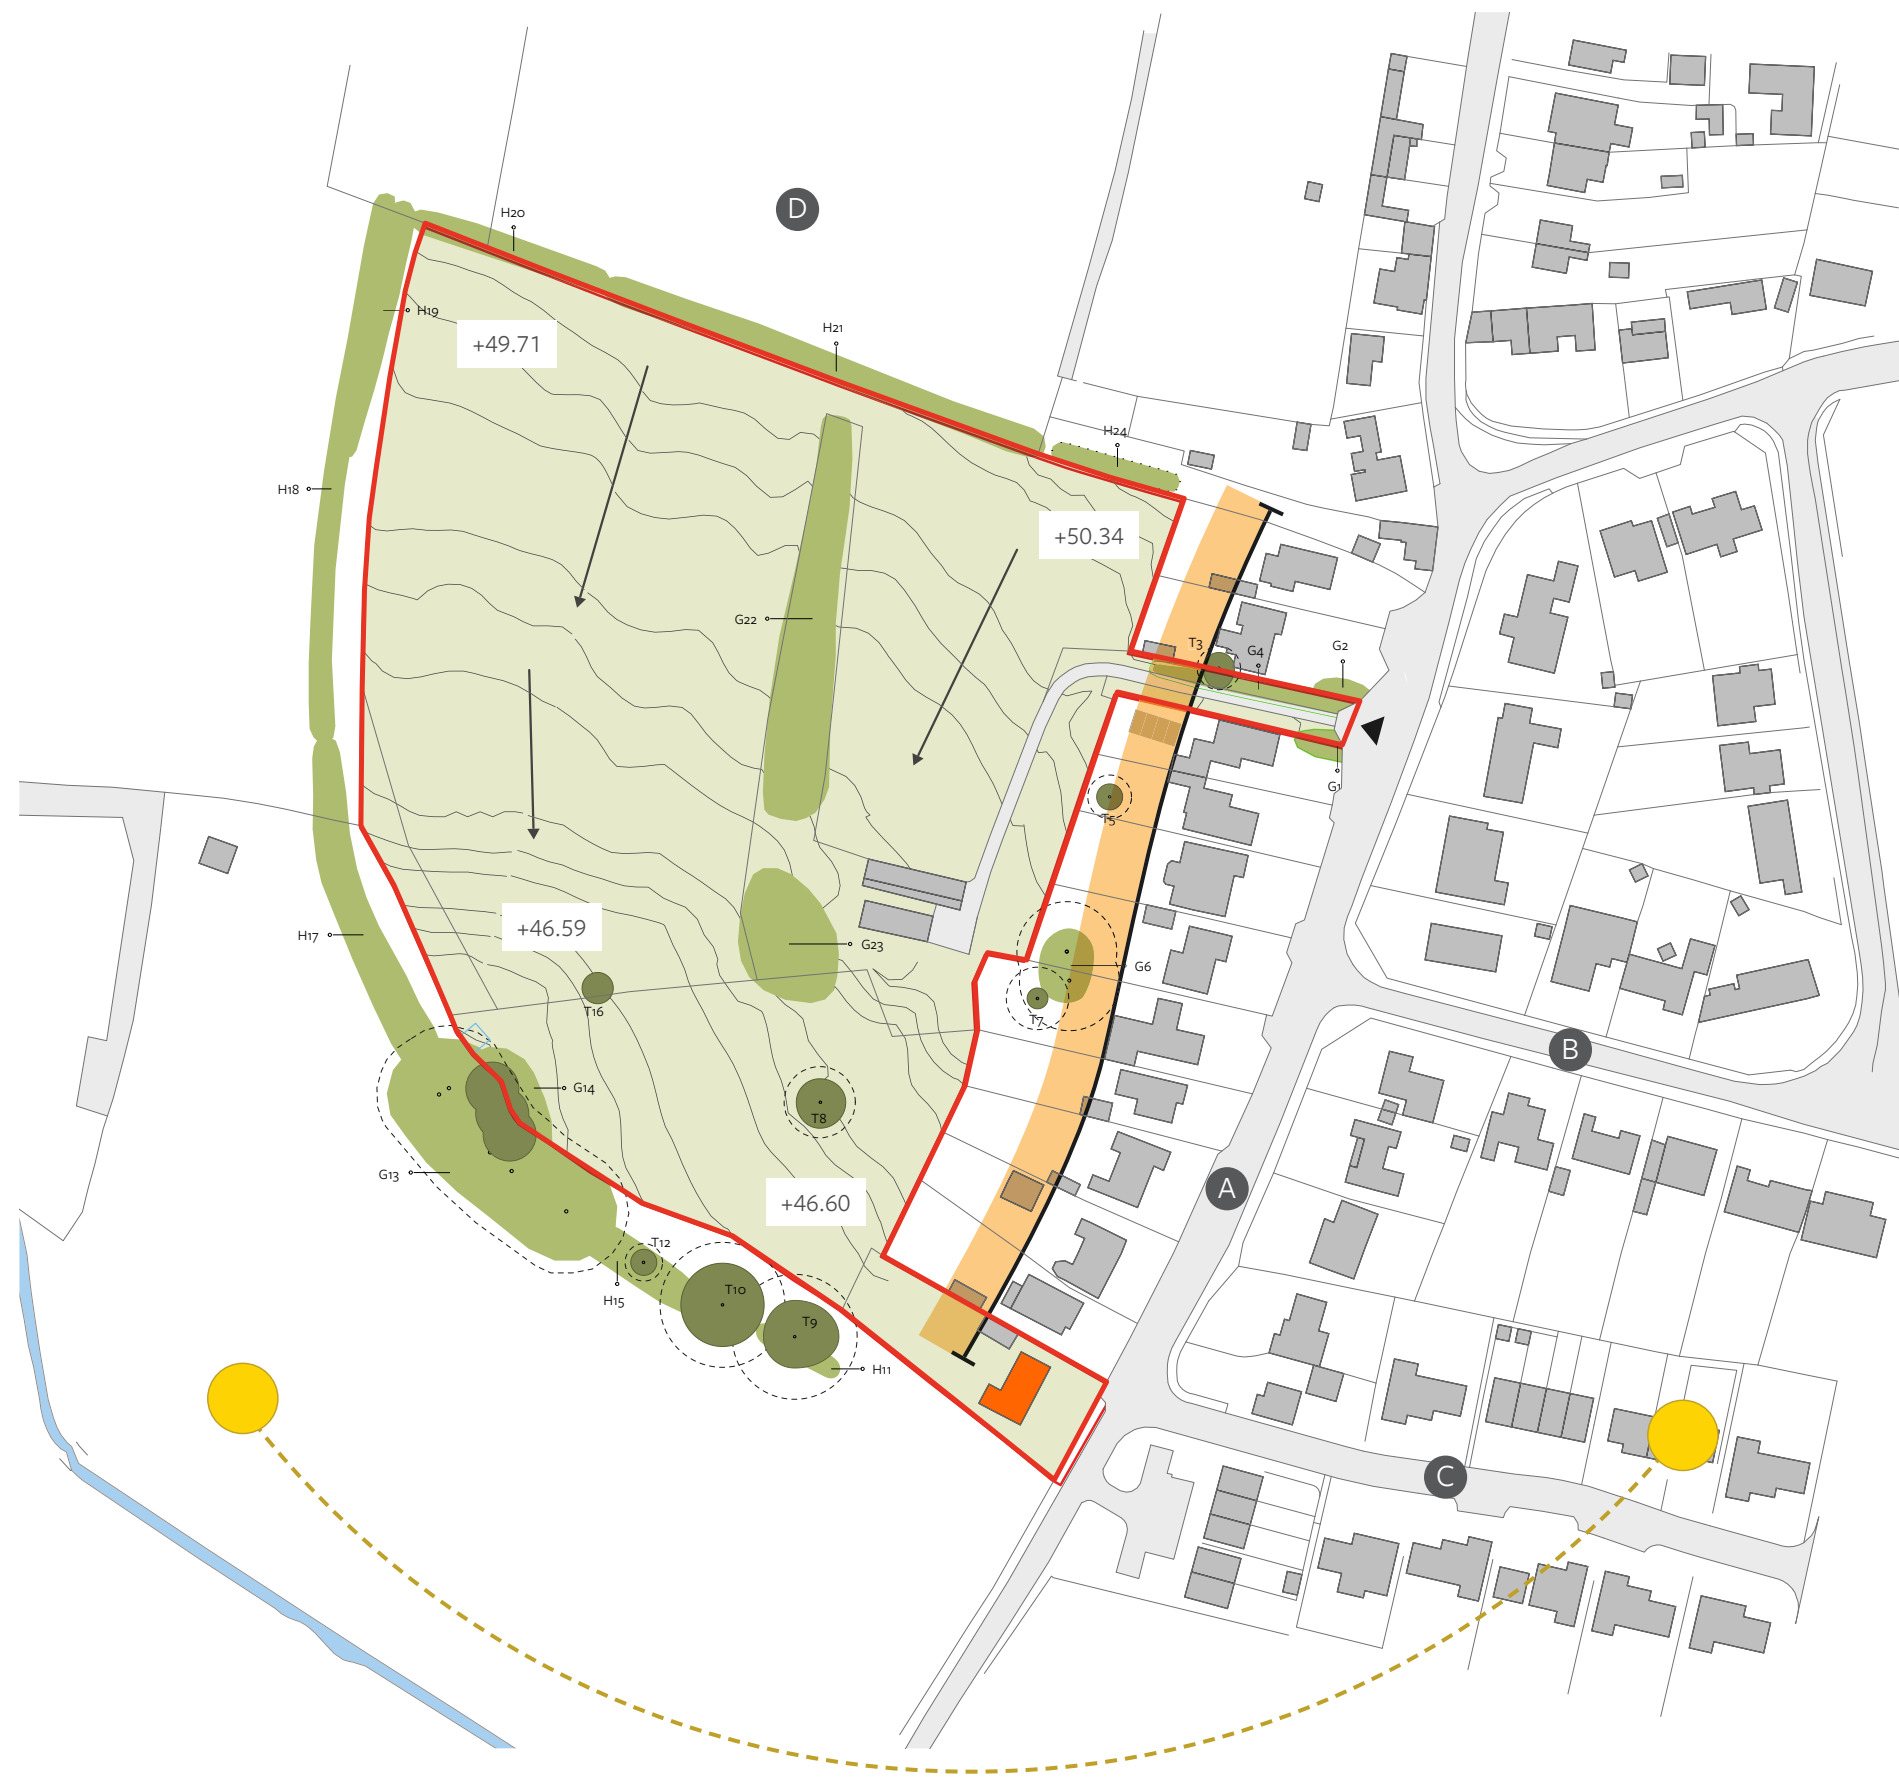 H20
D
H19
+49.71
H21
H24
H18
+50.34
G22
T3
G4
G2
G1
T5
H17
+46.59
G23
G6
T16
T7
B
G14
T8
G13
+46.60
A
T12
H15
T10
T9
H11
C